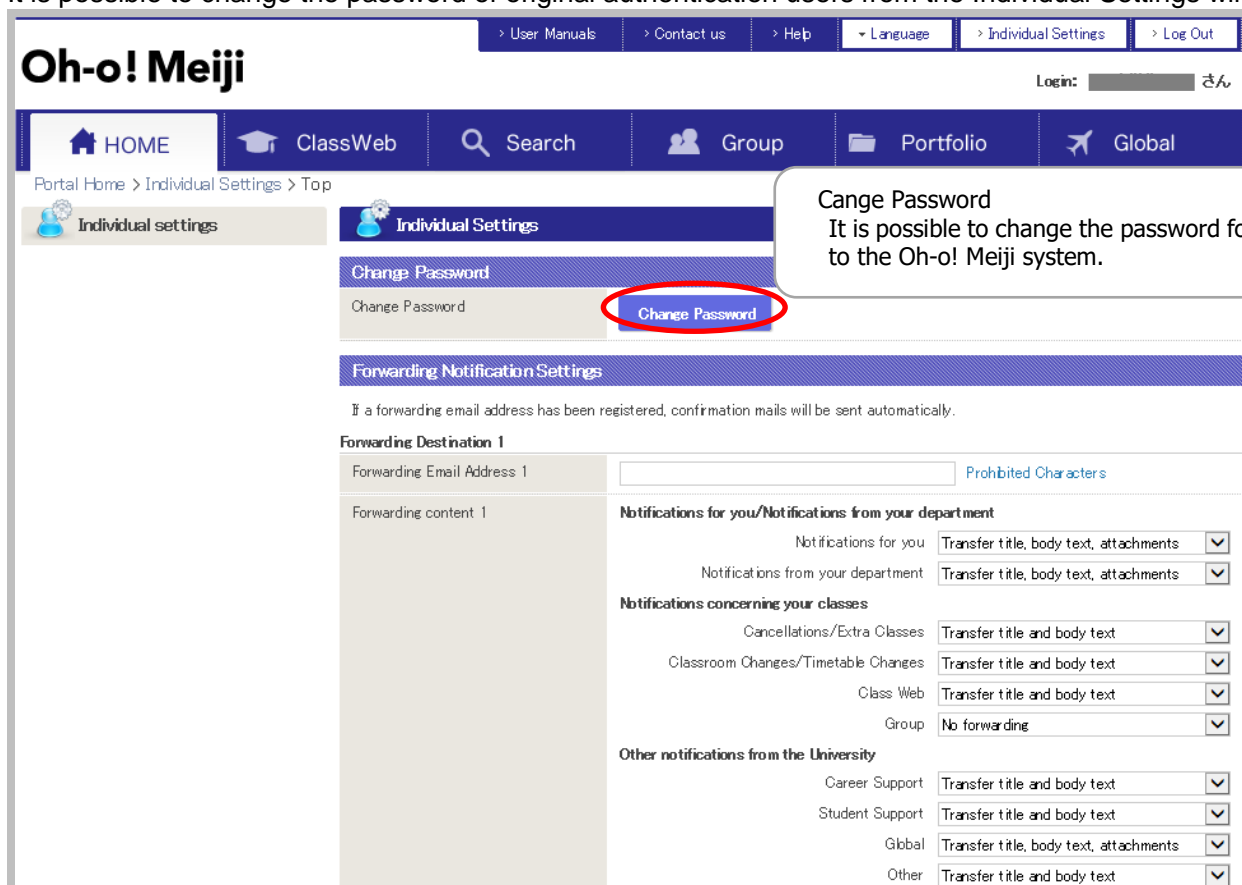 It is possible to change the password of original authentication users from the Individual Settings
> User Manuals > Contact us > Help Language > Individual Settings > Log Out
Oh-o! Meiji
Login: さん
HOME ClassWeb Search Group Portfolio Global
Portal Home > Individual Settings > Top
Individual settings
Individual Settings
Cange Password
It is possible to change the password
to the Oh-o! Meiji system.
Change Password
Change Password Change Password
Forwarding Notification Settings
If a forwarding email address has been registered, confirmation mails will be sent automatically.
Forwarding Destination 1
Forwarding Email Address 1 Prohibited Characters
Forwarding content 1 Notifications for you/Notifications from your department
Notifications for you Transfer title, body text, attachments
Notifications from your department Transfer title, body text, attachments
Notifications concerning your classes
Cancellations/Extra Classes Transfer title and body text
Classroom Changes/Timetable Changes Transfer title and body text
Class Web Transfer title and body text
Group No forwarding
Other notifications from the University
Career Support Transfer title and body text
Student Support Transfer title and body text
Global Transfer title, body text, attachments
Other Transfer title and body text